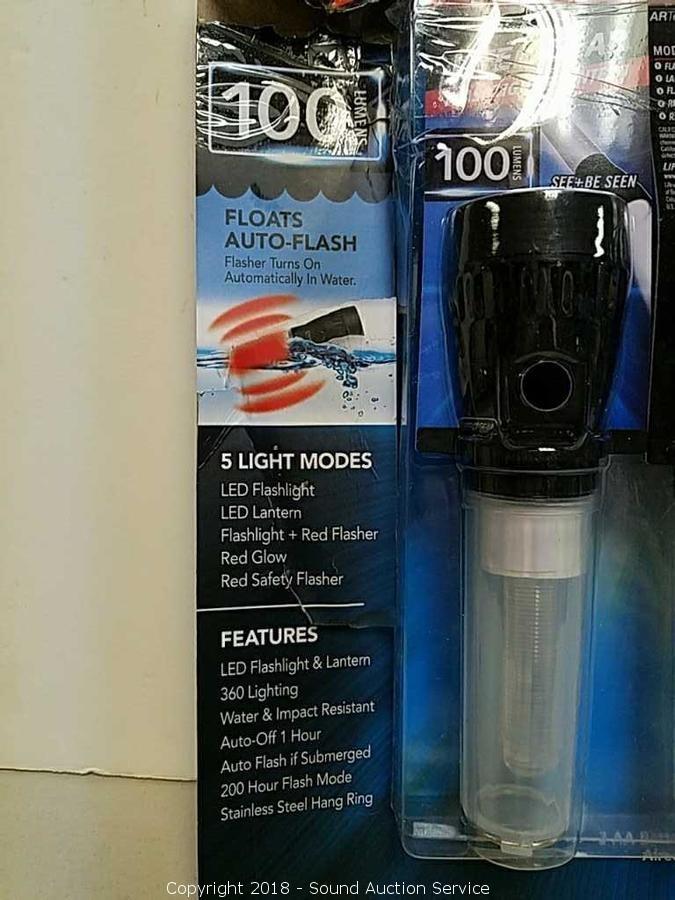 100
LUMENS
FLOATS
AUTO-FLASH
Flasher Turns On
Automatically In Water.
5 LIGHT MODES
LED Flashlight
LED Lantern
Flashlight + Red Flasher
Red Glow
Red Safety Flasher
FEATURES
LED Flashlight & Lantern
360 Lighting
Water & Impact Resistant
Auto-Off 1 Hour
Auto Flash if Submerged
200 Hour Flash Mode
Stainless Steel Hang Ring
100
LUMENS
SEE+BE SEEN
Copyright 2018 - Sound Auction Service